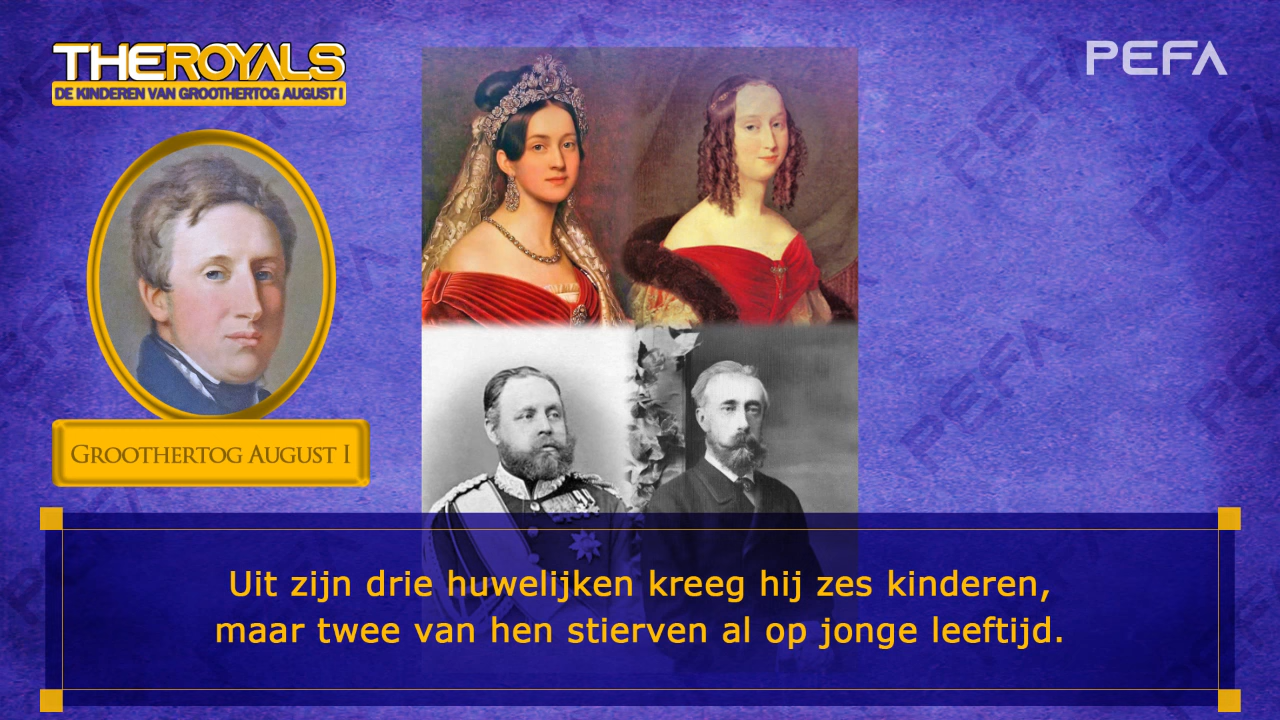 THEROYALS
DE KINDEREN VAN GROOTHERTOG AUGUST I
PEFA
GROOTHERTOG AUGUST I
Uit zijn drie huwelijken kreeg hij zes kinderen,
maar twee van hen stierven al op jonge leeftijd.